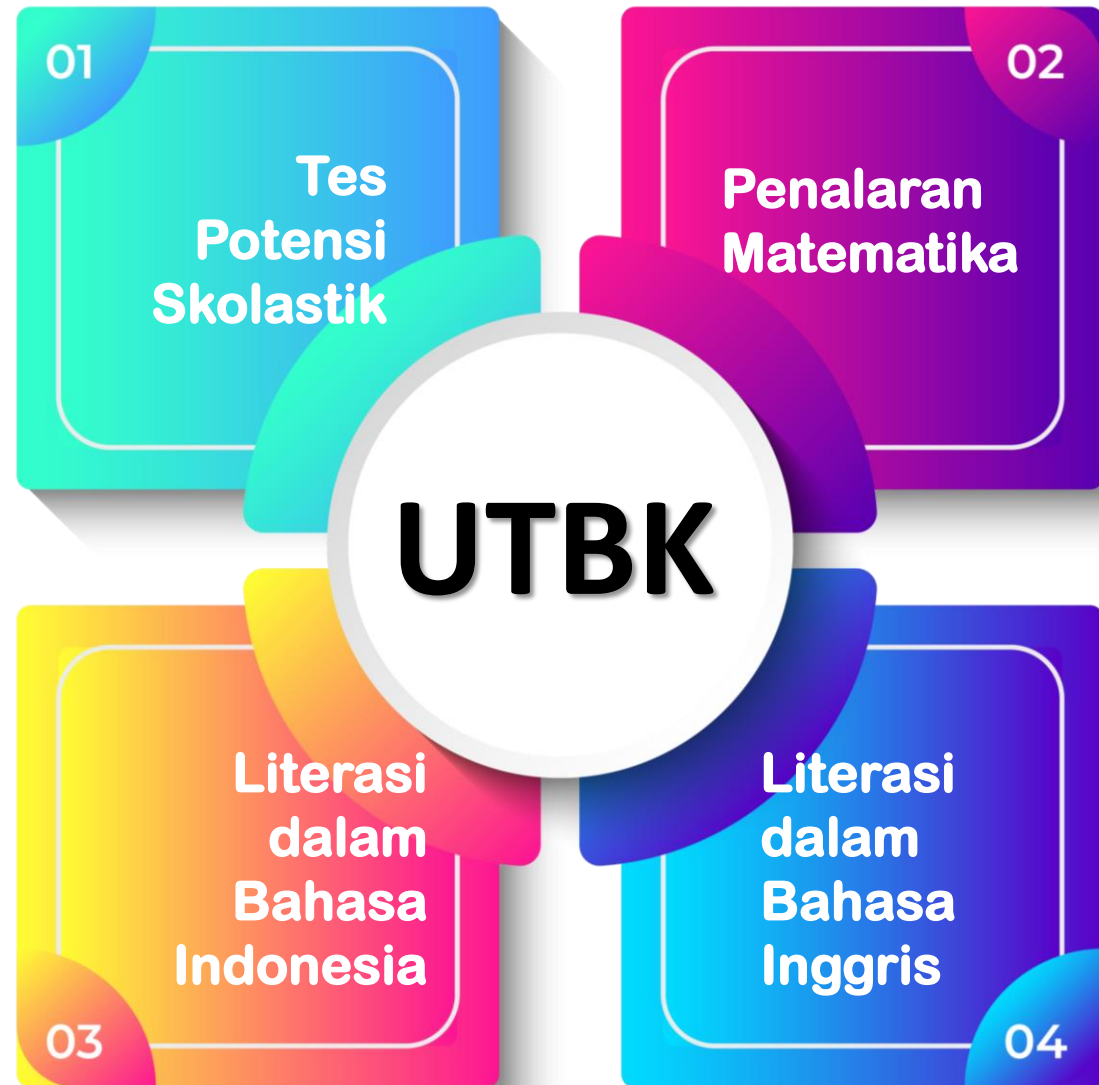 01
Tes
Potensi
Skolastik
02
Penalaran
Matematika
UTBK
Literasi
dalam
Bahasa
Indonesia
03
Literasi
dalam
Bahasa
Inggris
04